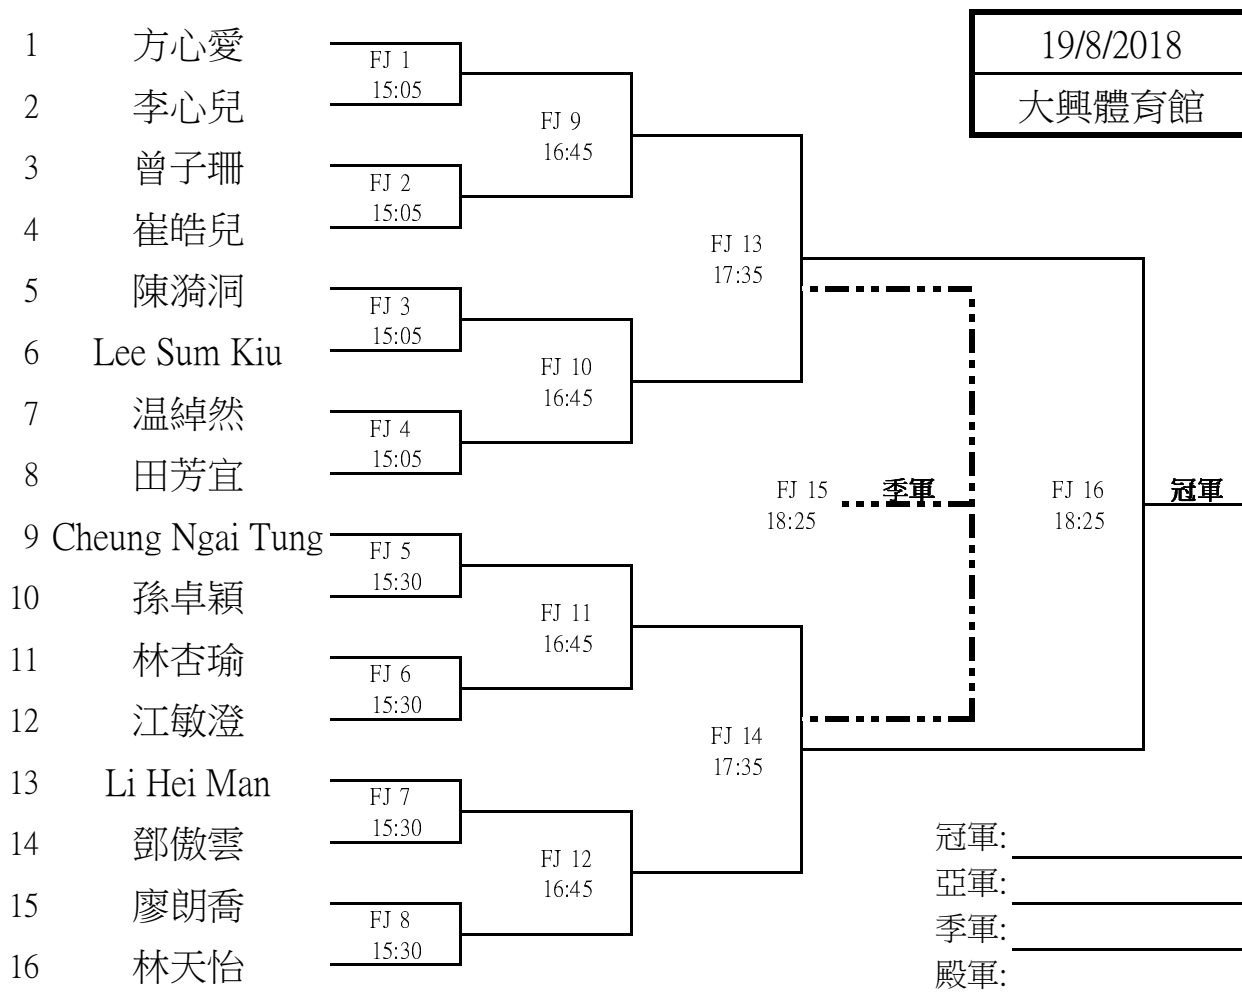 19/8/2018
大興體育館
1 方心愛
2 李心兒
3 曾子珊
4 崔皓兒
5 陳漪洞
6 Lee Sum Kiu
7 温綽然
8 田芳宜
9 Cheung Ngai Tung
10 孫卓穎
11 林杏瑜
12 江敏澄
13 Li Hei Man
14 鄧傲雲
15 廖朗喬
16 林天怡
FJ 1
15:05
FJ 2
15:05
FJ 3
15:05
FJ 4
15:05
FJ 5
15:30
FJ 6
15:30
FJ 7
15:30
FJ 8
15:30
FJ 9
16:45
FJ 10
16:45
FJ 11
16:45
FJ 12
16:45
FJ 13
17:35
FJ 14
17:35
FJ 15 季軍
18:25
FJ 16 冠軍
18:25
冠軍:
亞軍:
季軍:
殿軍: